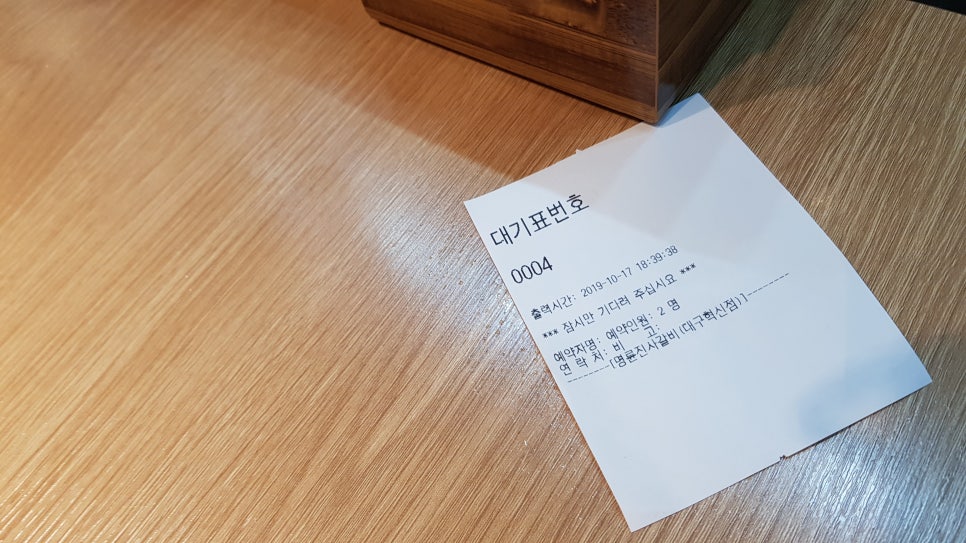 대기표번호
0004
출력시간: 2019-10-17 18:39:38
*** 잠시만 기다려 주십시요 ***
예약자명: 예약인원: 2 명
연 락 처: 비 고:
--------[명륜진사갈비(대구혁신점)]--------